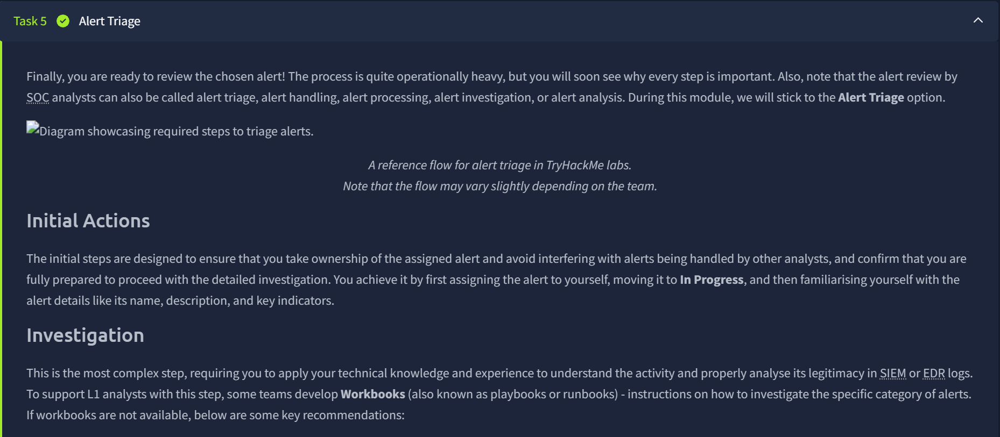 Task 5 Alert Triage
Finally, you are ready to review the chosen alert! The process is quite operationally heavy, but you will soon see why every step is important. Also, note that the alert review by
SOC analysts can also be called alert triage, alert handling, alert processing, alert investigation, or alert analysis. During this module, we will stick to the Alert Triage option.
Diagram showcasing required steps to triage alerts.
A reference flow for alert triage in TryHackMe labs.
Note that the flow may vary slightly depending on the team.
Initial Actions
The initial steps are designed to ensure that you take ownership of the assigned alert and avoid interfering with alerts being handled by other analysts, and confirm that you are
fully prepared to proceed with the detailed investigation. You achieve it by first assigning the alert to yourself, moving it to In Progress, and then familiarising yourself with the
alert details like its name, description, and key indicators.
Investigation
This is the most complex step, requiring you to apply your technical knowledge and experience to understand the activity and properly analyse its legitimacy in SIEM or EDR logs.
To support L1 analysts with this step, some teams develop Workbooks (also known as playbooks or runbooks) - instructions on how to investigate the specific category of alerts.
If workbooks are not available, below are some key recommendations: